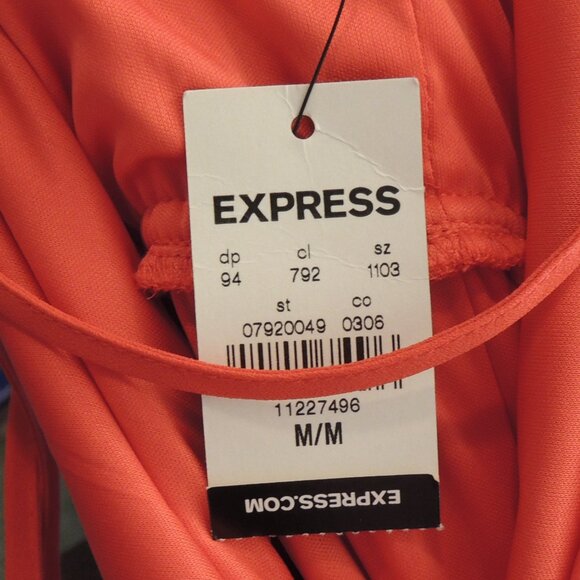 EXPRESS
dp cl sz
94 792 1103
st co
07920049 0306
11227496
M/M
EXPRESS.COM